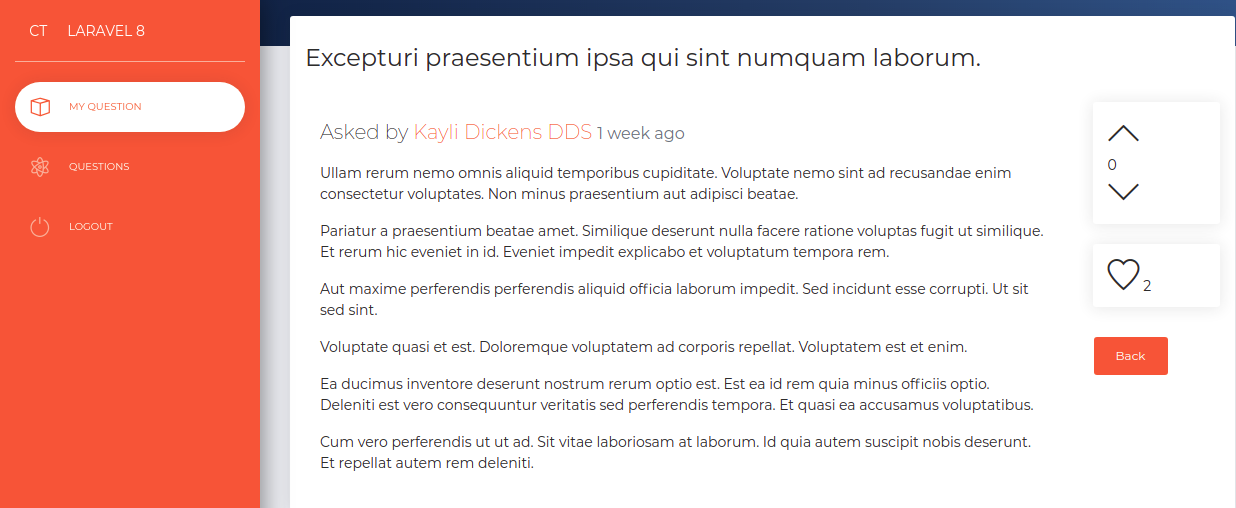 CT LARAVEL 8
MY QUESTION
QUESTIONS
LOGOUT
Excepturi praesentium ipsa qui sint numquam laborum.
Asked by Kayli Dickens DDS 1 week ago
Ullam rerum nemo omnis aliquid temporibus cupiditate. Voluptate nemo sint ad recusandae enim
consectetur voluptates. Non minus praesentium aut adipisci beatae.
Pariatur a praesentium beatae amet. Similique deserunt nulla facere ratione voluptas fugit ut similique.
Et rerum hic eveniet in id. Eveniet impedit explicabo et voluptatum tempora rem.
Aut maxime perferendis perferendis aliquid officia laborum impedit. Sed incidunt esse corrupti. Ut sit
sed sint.
Voluptate quasi et est. Doloremque voluptatem ad corporis repellat. Voluptatem est et enim.
Ea ducimus inventore deserunt nostrum rerum optio est. Est ea id rem quia minus officiis optio.
Deleniti est vero consequuntur veritatis sed perferendis tempora. Et quasi ea accusamus voluptatibus.
Cum vero perferendis ut ut ad. Sit vitae laboriosam at laborum. Id quia autem suscipit nobis deserunt.
Et repellat autem rem deleniti.
0
2
Back